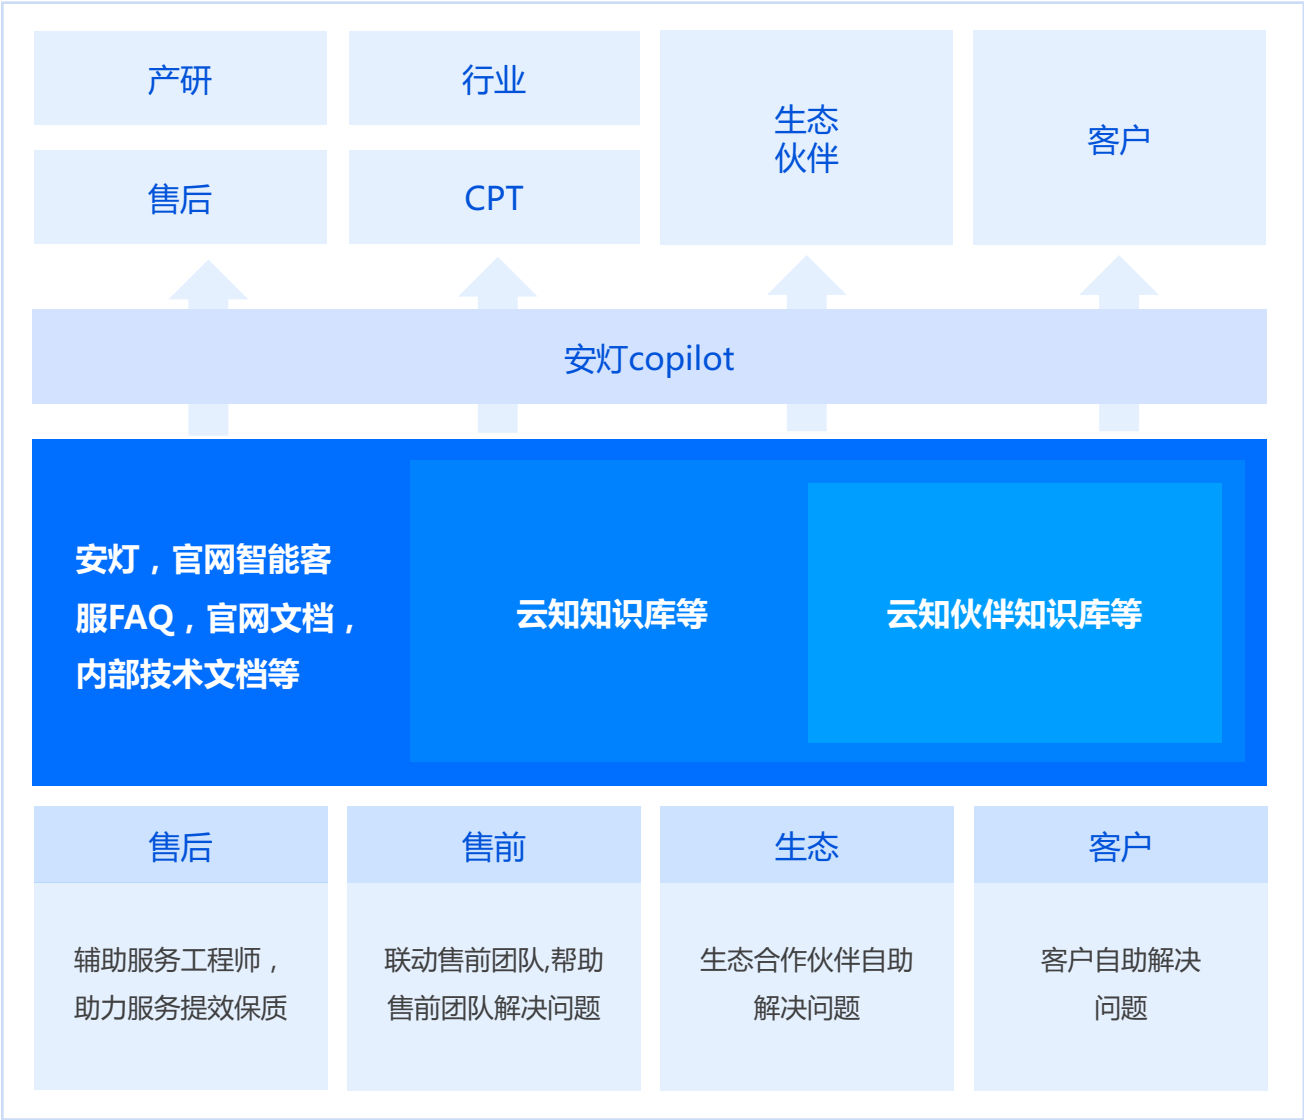 产研
行业
生态
伙伴
客户
售后
CPT
安灯copilot
安灯，官网智能客
服FAQ，官网文档，
内部技术文档等
云知知识库等
云知伙伴知识库等
售后
售前
生态
客户
辅助服务工程师，
助力服务提效保质
联动售前团队,帮助
售前团队解决问题
生态合作伙伴自助
解决问题
客户自助解决
问题